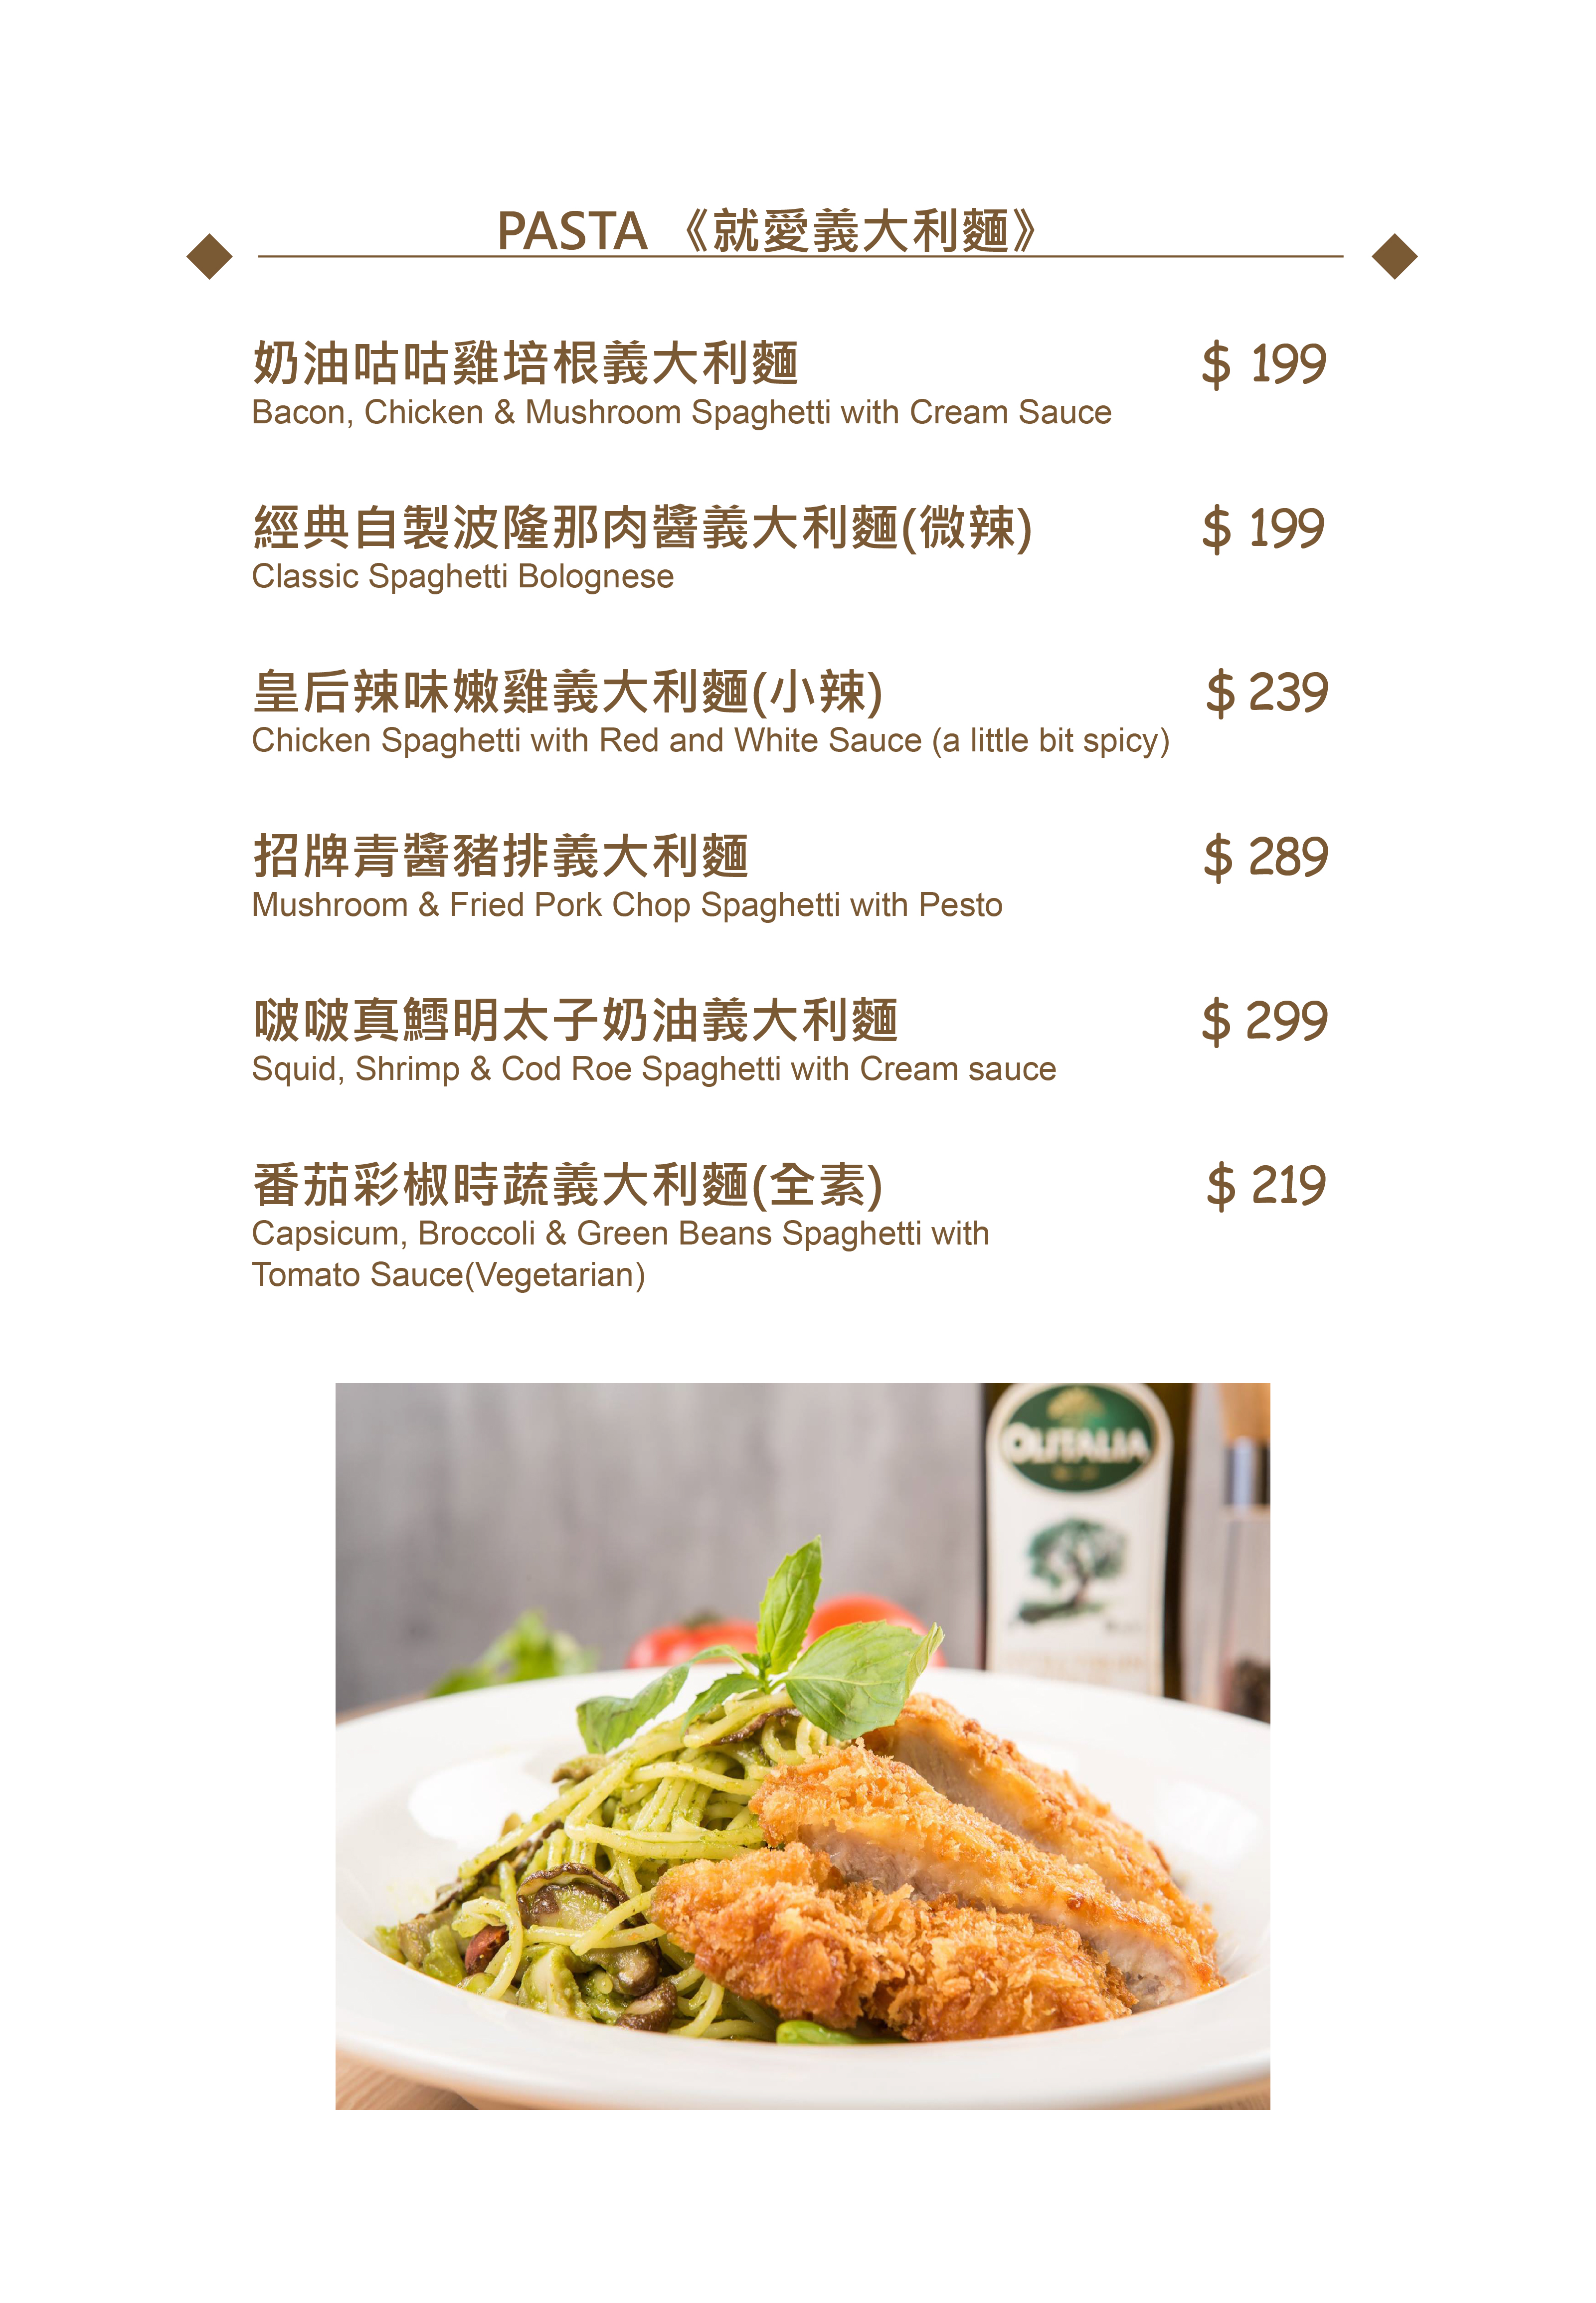 PASTA 《就愛義大利麵》
奶油咕咕雞培根義大利麵 $ 199
Bacon, Chicken & Mushroom Spaghetti with Cream Sauce
經典自製波隆那肉醬義大利麵(微辣) $ 199
Classic Spaghetti Bolognese
皇后辣味嫩雞義大利麵(小辣) $ 239
Chicken Spaghetti with Red and White Sauce (a little bit spicy)
招牌青醬豬排義大利麵 $ 289
Mushroom & Fried Pork Chop Spaghetti with Pesto
啵啵真鱈明太子奶油義大利麵 $ 299
Squid, Shrimp & Cod Roe Spaghetti with Cream sauce
番茄彩椒時蔬義大利麵(全素) $ 219
Capsicum, Broccoli & Green Beans Spaghetti with
Tomato Sauce(Vegetarian)
OLITALIA